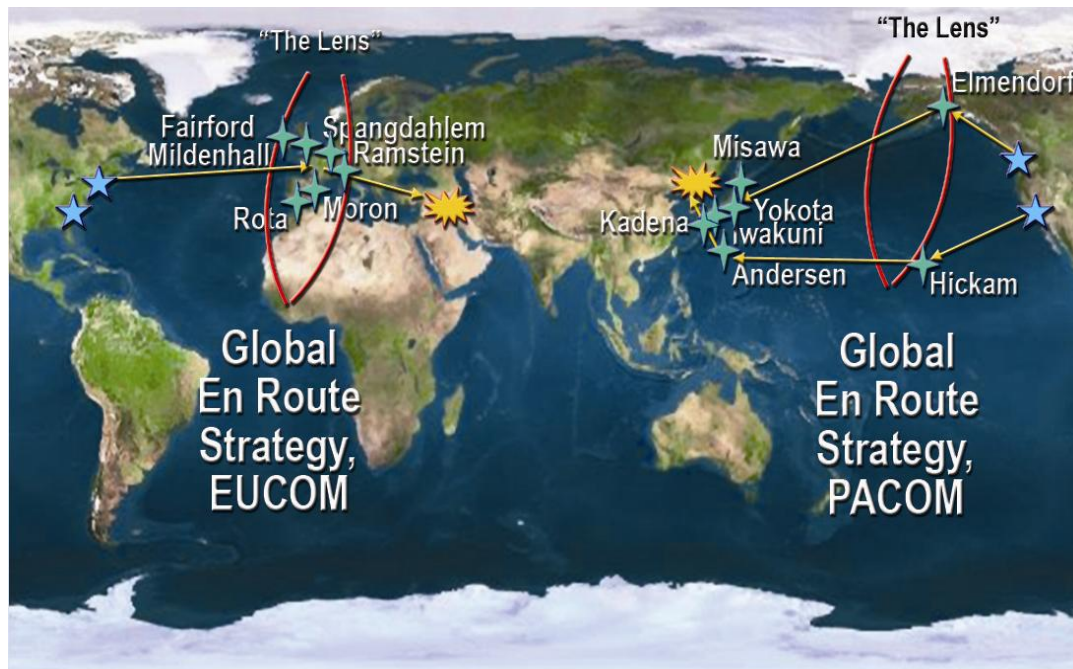 "The Lens"
Fairford
Mildenhall
Spangdahlem
Ramstein
Rota
Moron
Global
En Route
Strategy,
EUCOM
"The Lens"
Elmendorf
Misawa
Kadena
Yokota
Iwakuni
Andersen
Hickam
Global
En Route
Strategy,
PACOM